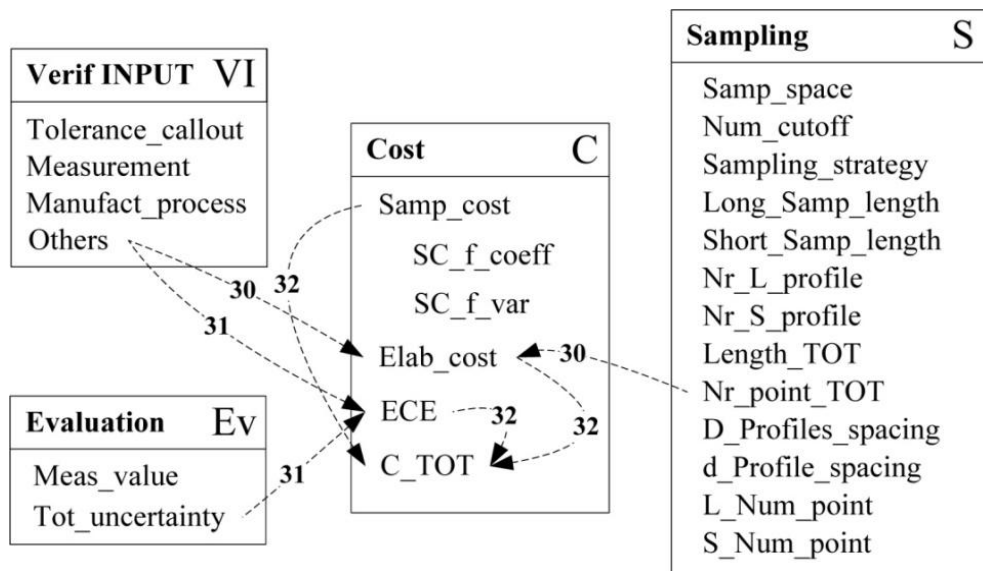 Verif INPUT VI
Tolerance_callout
Measurement
Manufact_process
Others
Evaluation Ev
Meas_value
Tot_uncertainty
Cost C
Samp_cost
SC_f_coeff
SC_f_var
Elab_cost
ECE
C_TOT
Sampling S
Samp_space
Num_cutoff
Sampling_strategy
Long_Samp_length
Short_Samp_length
Nr_L_profile
Nr_S_profile
Length_TOT
Nr_point_TOT
D_Profiles_spacing
d_Profile_spacing
L_Num_point
S_Num_point
30
31
32
30
32
32
31